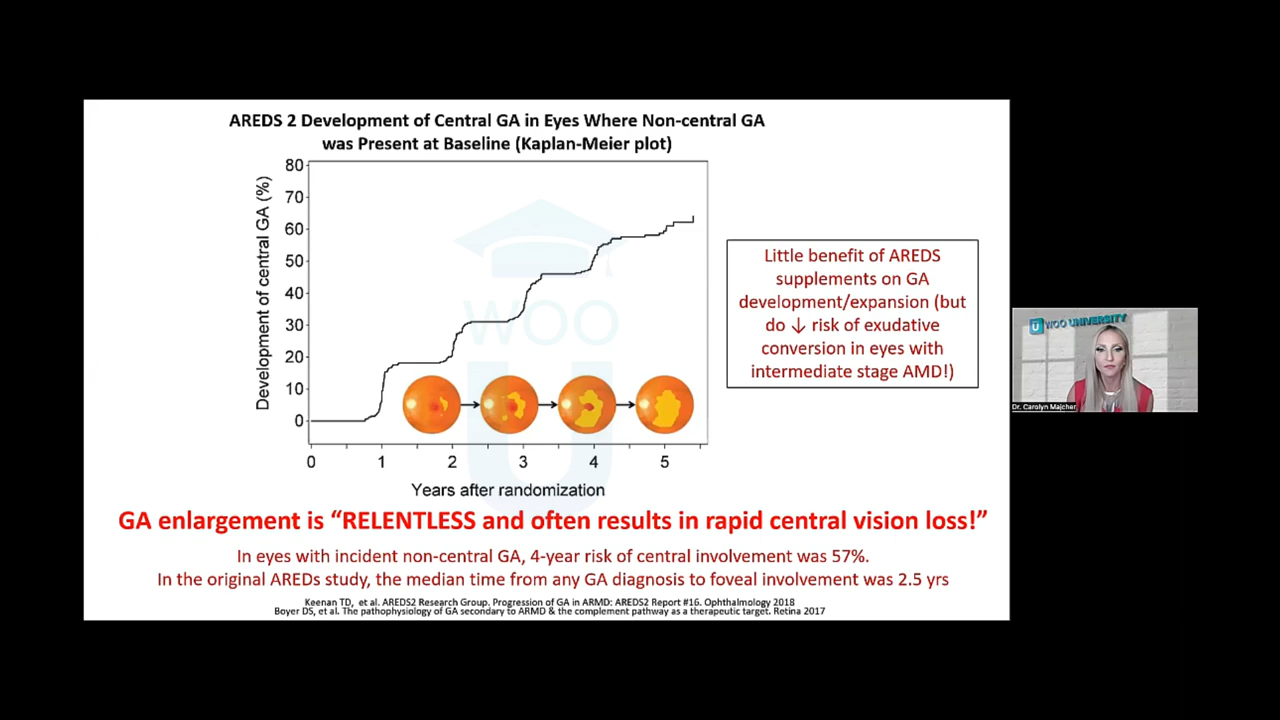 AREDS 2 Development of Central GA in Eyes Where Non-central GA
was Present at Baseline (Kaplan-Meier plot)
Development of central GA (%)
80
70
60
50
40
30
20
10
0
0 1 2 3 4 5
Years after randomization
WOO
U
Little benefit of AREDS
supplements on GA
development/expansion (but
do ↓ risk of exudative
conversion in eyes with
intermediate stage AMD!)
U WOO UNIVERSITY
Dr. Carolyn Majcher
GA enlargement is “RELENTLESS and often results in rapid central vision loss!”
In eyes with incident non-central GA, 4-year risk of central involvement was 57%.
In the original AREDs study, the median time from any GA diagnosis to foveal involvement was 2.5 yrs
Keenan TD, et al. AREDS2 Research Group. Progression of GA in ARMD: AREDS2 Report #16. Ophthalmology 2018
Boyer DS, et al. The pathophysiology of GA secondary to ARMD & the complement pathway as a therapeutic target. Retina 2017